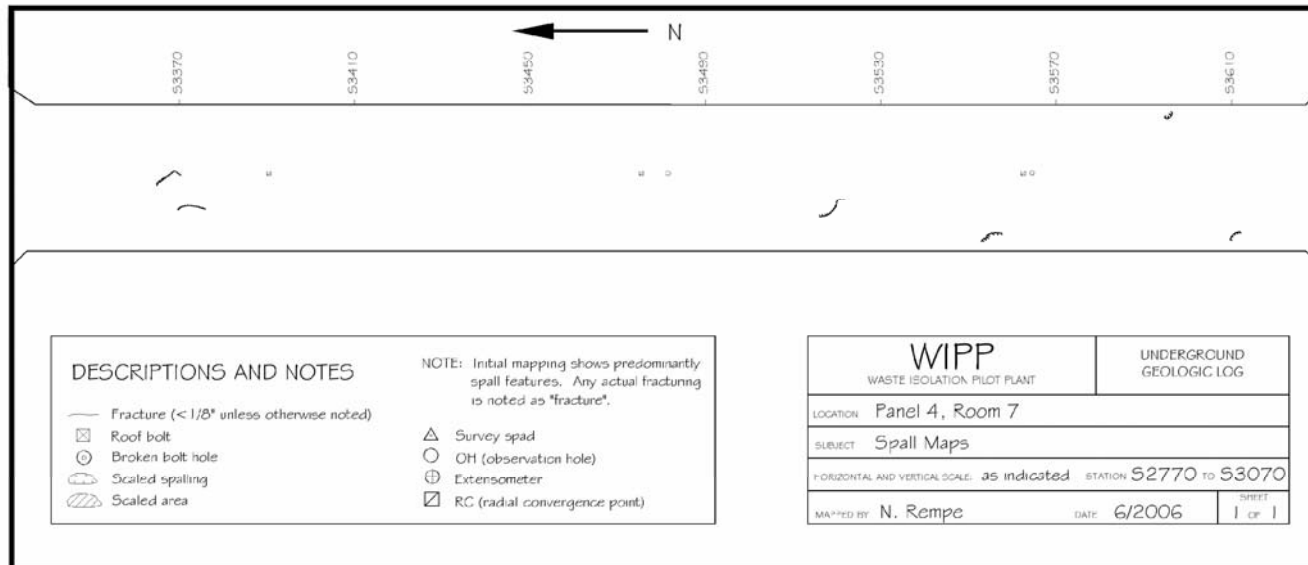 N
S3370
S3410
S3450
S3490
S3530
S3570
S3610
DESCRIPTIONS AND NOTES
Fracture (<1/8" unless otherwise noted)
Roof bolt
Broken bolt hole
Scaled spalling
Scaled area
NOTE: Initial mapping shows predominantly
spall features. Any actual fracturing
is noted as "fracture".
Survey spad
OH (observation hole)
Extensometer
RC (radial convergence point)
WIPP
WASTE ISOLATION PILOT PLANT
UNDERGROUND
GEOLOGIC LOG
LOCATION Panel 4, Room 7
SUBJECT Spall Maps
HORIZONTAL AND VERTICAL SCALE: as indicated STATION S2770 TO S3070
MAPPED BY N. Rempe DATE 6/2006 SHEET 1 OF 1